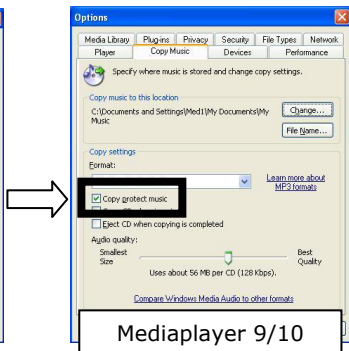 Options
Media Library Plug-ins Privacy Security File Types Network
Player Copy Music Devices Performance
Specify where music is stored and change copy settings.
Copy music to this location
C:\Documents and Settings\Med1\My Documents\My Music
Change...
File Name...
Copy settings
Format:
Learn more about
MP3 formats
Copy protect music
Eject CD when copying is completed
Audio quality:
Smallest Size
Best Quality
Uses about 56 MB per CD (128 Kbps).
Compare Windows Media Audio to other formats
Mediaplayer 9/10